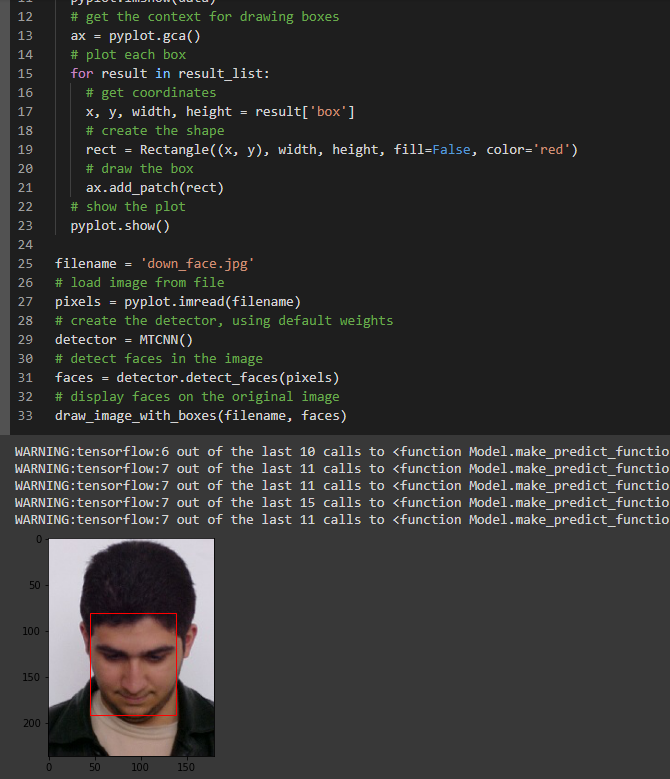 11 pyplot.imshow(data)
12 # get the context for drawing boxes
13 ax = pyplot.gca()
14 # plot each box
15 for result in result_list:
16 # get coordinates
17 x, y, width, height = result['box']
18 # create the shape
19 rect = Rectangle((x, y), width, height, fill=False, color='red')
20 # draw the box
21 ax.add_patch(rect)
22 # show the plot
23 pyplot.show()
24
25 filename = 'down_face.jpg'
26 # load image from file
27 pixels = pyplot.imread(filename)
28 # create the detector, using default weights
29 detector = MTCNN()
30 # detect faces in the image
31 faces = detector.detect_faces(pixels)
32 # display faces on the original image
33 draw_image_with_boxes(filename, faces)
WARNING:tensorflow:6 out of the last 10 calls to <function Model.make_predict_functio
WARNING:tensorflow:7 out of the last 11 calls to <function Model.make_predict_functio
WARNING:tensorflow:7 out of the last 11 calls to <function Model.make_predict_functio
WARNING:tensorflow:7 out of the last 15 calls to <function Model.make_predict_functio
WARNING:tensorflow:7 out of the last 11 calls to <function Model.make_predict_functio
0
50
100
150
200
0 50 100 150